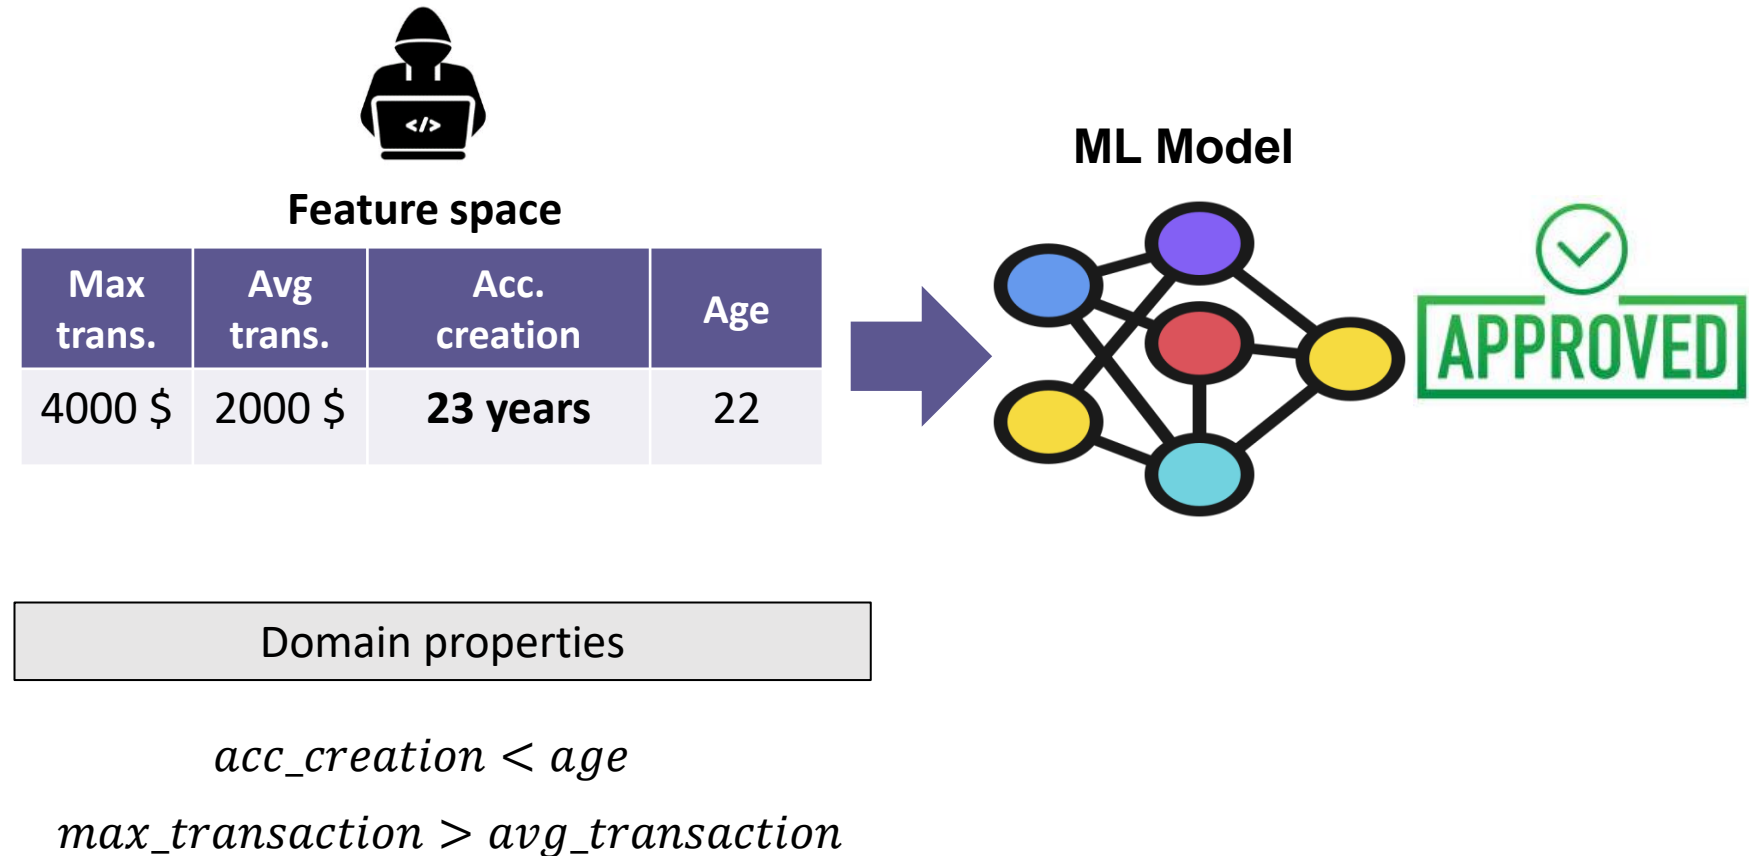 </>
Feature space
Max trans.
Avg trans.
Acc. creation
Age
4000 $
2000 $
23 years
22
ML Model
APPROVED
Domain properties
acc_creation < age
max_transaction > avg_transaction